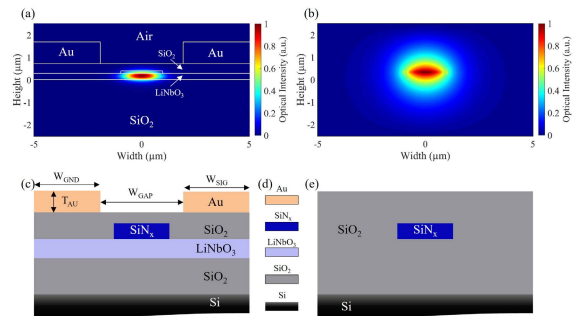 (a)
Air
Au
Au
SiO2
LiNbO3
SiO2
Height (μm)
2
1
0
-1
-2
-5
0
5
Width (μm)
1
0.8
0.6
0.4
0.2
0
Optical Intensity (a.u.)
(b)
Height (μm)
2
1
0
-1
-2
-5
0
5
Width (μm)
1
0.8
0.6
0.4
0.2
0
Optical Intensity (a.u.)
(c)
WGND
WGAP
WSIG
TAU
Au
SiNx
SiO2
LiNbO3
SiO2
Si
(d)
Au
SiNx
LiNbO3
SiO2
Si
(e)
SiO2
SiNx
Si